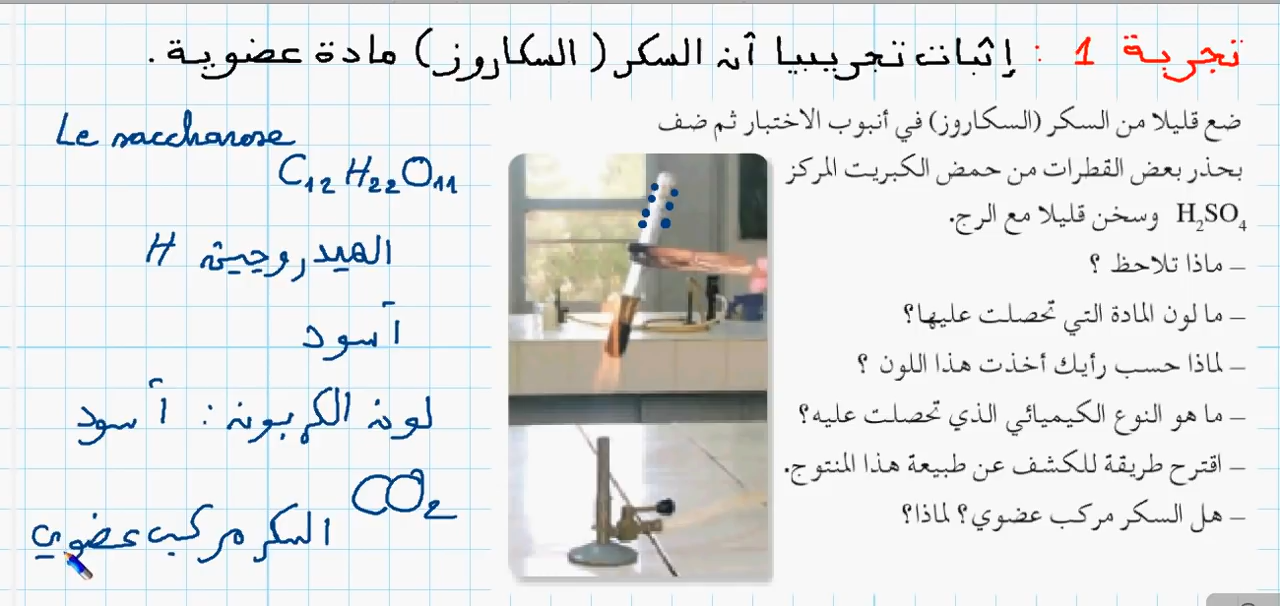 تجربة 1 : إثبات تجريبيا آن السكر (السكاروز) مادة عضوية.
ضع قليلا من السكر (السكاروز) في أنبوب الاختبار ثم ضف
بحذر بعض القطرات من حمض الكبريت المركز
H₂SO₄ وسخن قليلا مع الرج.
– ماذا تلاحظ ؟
– ما لون المادة التي تحصلت عليها؟
– لماذا حسب رأيك أخذت هذا اللون ؟
– ما هو النوع الكيميائي الذي تحصلت عليه؟
– اقترح طريقة للكشف عن طبيعة هذا المنتوج.
– هل السكر مركب عضوي؟ لماذا؟
Le saccharose
C₁₂H₂₂O₁₁
الهيدروجين H
آسود
لون الكربون : آسود
CO₂
السكر مركب عضوي